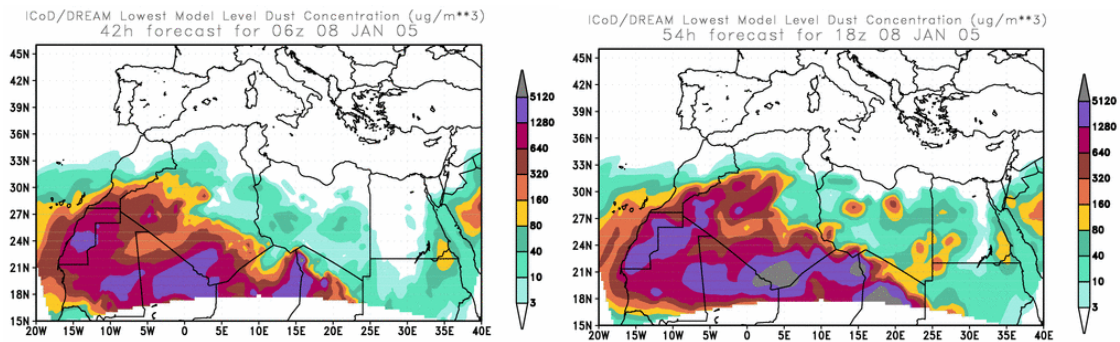 ICoD/DREAM Lowest Model Level Dust Concentration (ug/m**3)
42h forecast for 06z 08 JAN 05
46N
42N
39N
36N
33N
30N
27N
24N
21N
18N
15N
20W 15W 10W 5W 0 5E 10E 15E 20E 25E 30E 35E 40E
5120
1280
640
320
160
80
40
10
3
ICoD/DREAM Lowest Model Level Dust Concentration (ug/m**3)
54h forecast for 18z 08 JAN 05
45N
42N
39N
36N
33N
30N
27N
24N
21N
18N
15N
20W 15W 10W 5W 0 5E 10E 15E 20E 25E 30E 35E 40E
5120
1280
640
320
160
80
40
10
3